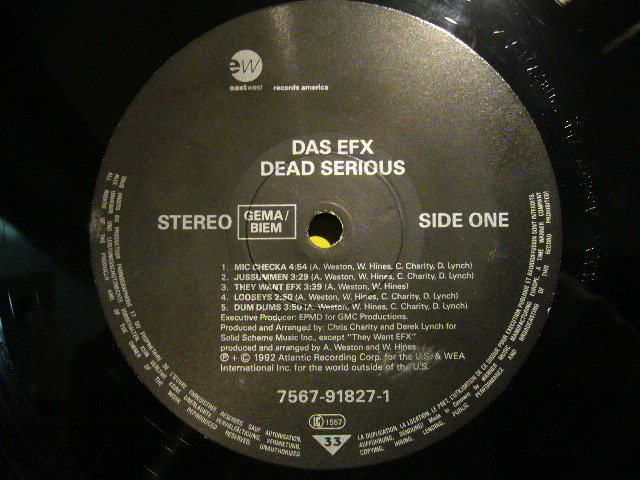 ew
eastwest records america
DAS EFX
DEAD SERIOUS
STEREO GEMA/ BIEM SIDE ONE
1. MIC CHECKA 4:54 (A. Weston, W. Hines, C. Charity, D. Lynch)
2. JUSSUMMEN 3:29 (A. Weston, W. Hines, C. Charity, D. Lynch)
3. THEY WANT EFX 3:39 (A. Weston, W. Hines)
4. LOOSEYS 2:50 (A. Weston, W. Hines, C. Charity, D. Lynch)
5. DUM DUMS 3:50 (A. Weston, W. Hines, C. Charity, D. Lynch)
Executive Producer: EPMD for GMC Productions.
Produced and Arranged by: Chris Charity and Derek Lynch for
Solid Scheme Music Inc., except "They Want EFX"
produced and arranged by A. Weston and W. Hines
℗ + © 1992 Atlantic Recording Corp. for the U.S. & WEA
International Inc. for the world outside of the U.S.
7567-91827-1
LC 1557
33